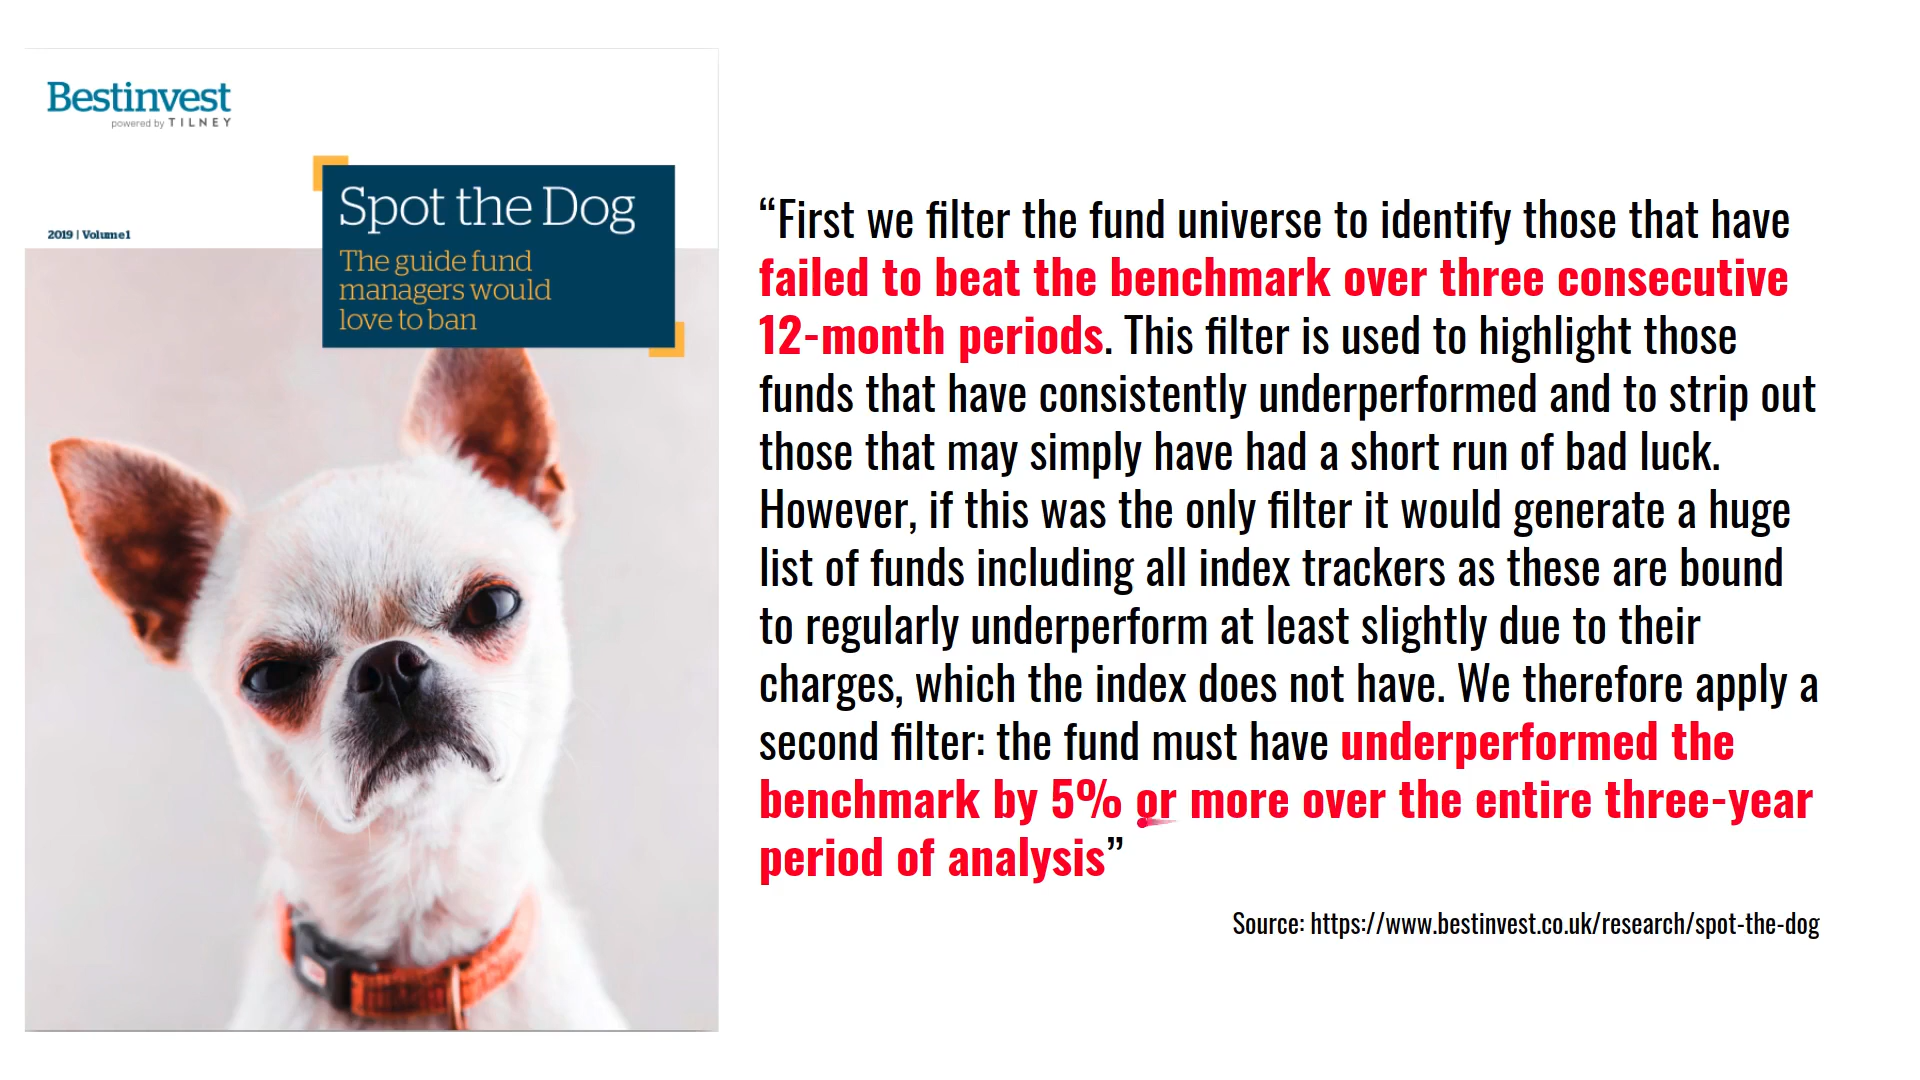 Bestinvest
powered by TILNEY
2019 | Volume 1
Spot the Dog
The guide fund
managers would
love to ban
“First we filter the fund universe to identify those that have
failed to beat the benchmark over three consecutive
12-month periods. This filter is used to highlight those
funds that have consistently underperformed and to strip out
those that may simply have had a short run of bad luck.
However, if this was the only filter it would generate a huge
list of funds including all index trackers as these are bound
to regularly underperform at least slightly due to their
charges, which the index does not have. We therefore apply a
second filter: the fund must have underperformed the
benchmark by 5% or more over the entire three-year
period of analysis”
Source: https://www.bestinvest.co.uk/research/spot-the-dog